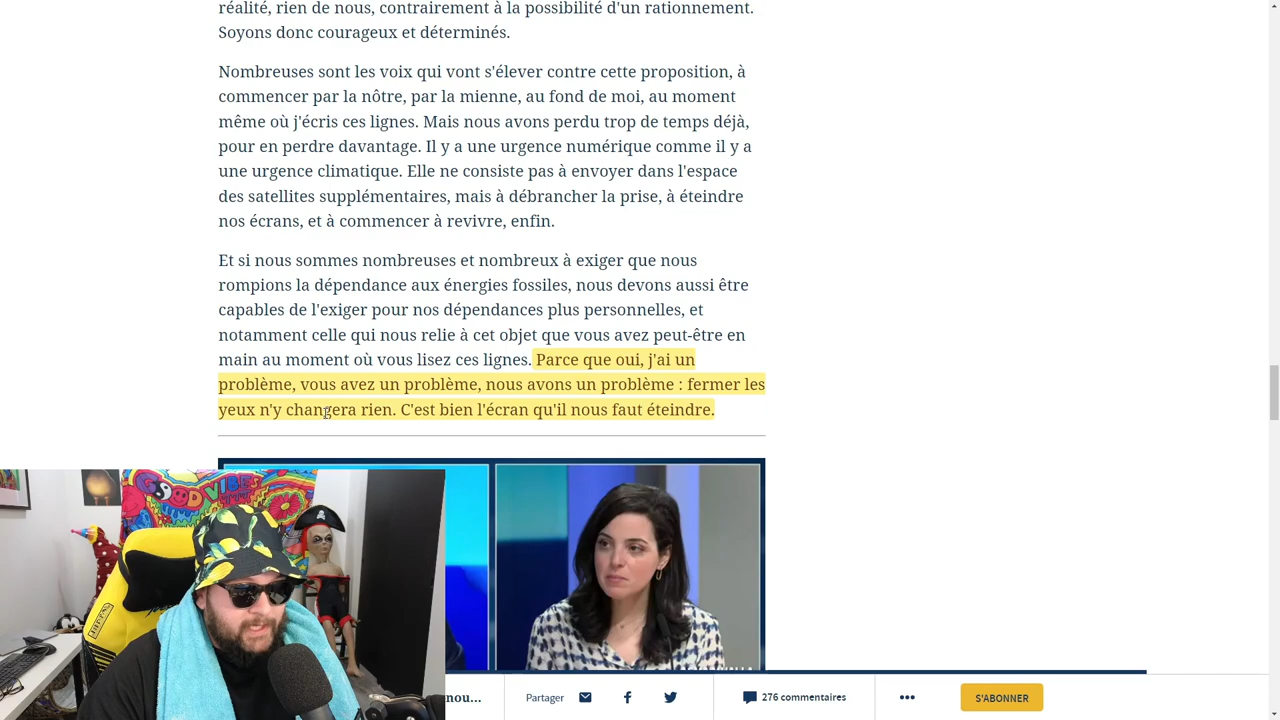 réalité, rien de nous, contrairement à la possibilité d'un rationnement.
Soyons donc courageux et déterminés.
Nombreuses sont les voix qui vont s'élever contre cette proposition, à
commencer par la nôtre, par la mienne, au fond de moi, au moment
même où j'écris ces lignes. Mais nous avons perdu trop de temps déjà,
pour en perdre davantage. Il y a une urgence numérique comme il y a
une urgence climatique. Elle ne consiste pas à envoyer dans l'espace
des satellites supplémentaires, mais à débrancher la prise, à éteindre
nos écrans, et à commencer à revivre, enfin.
Et si nous sommes nombreuses et nombreux à exiger que nous
rompions la dépendance aux énergies fossiles, nous devons aussi être
capables de l'exiger pour nos dépendances plus personnelles, et
notamment celle qui nous relie à cet objet que vous avez peut-être en
main au moment où vous lisez ces lignes. Parce que oui, j'ai un
problème, vous avez un problème, nous avons un problème : fermer les
yeux n'y changera rien. C'est bien l'écran qu'il nous faut éteindre.
GOOD VIBES
nou...
Partager
276 commentaires
S'ABONNER